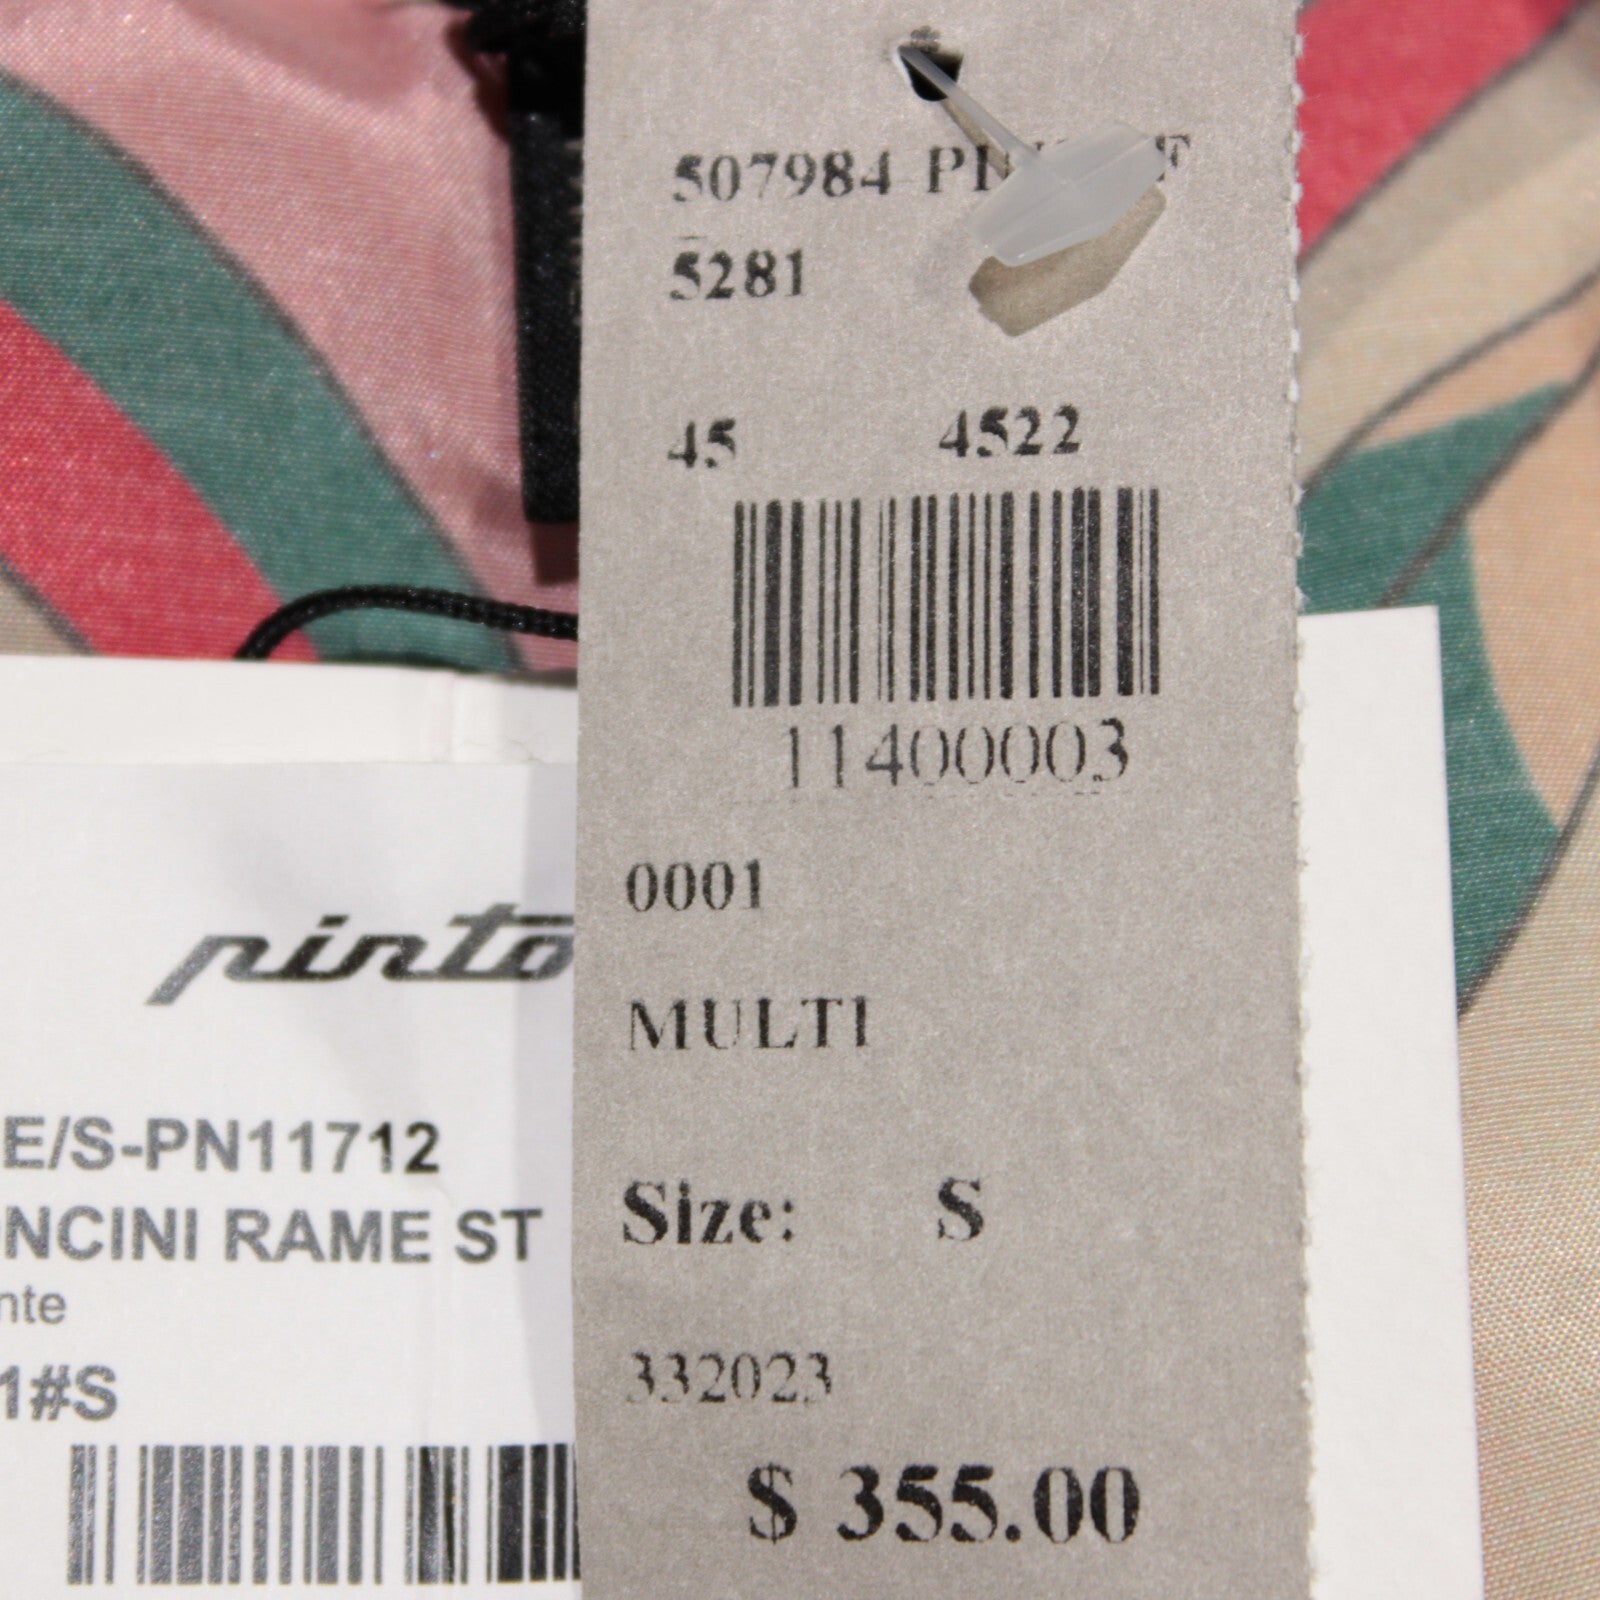 507984
5281
45 4522
11400003
0001
MULTI
Size: S
332023
$ 355.00
pinto
E/S-PN11712
NCINI RAME ST
nte
1#S